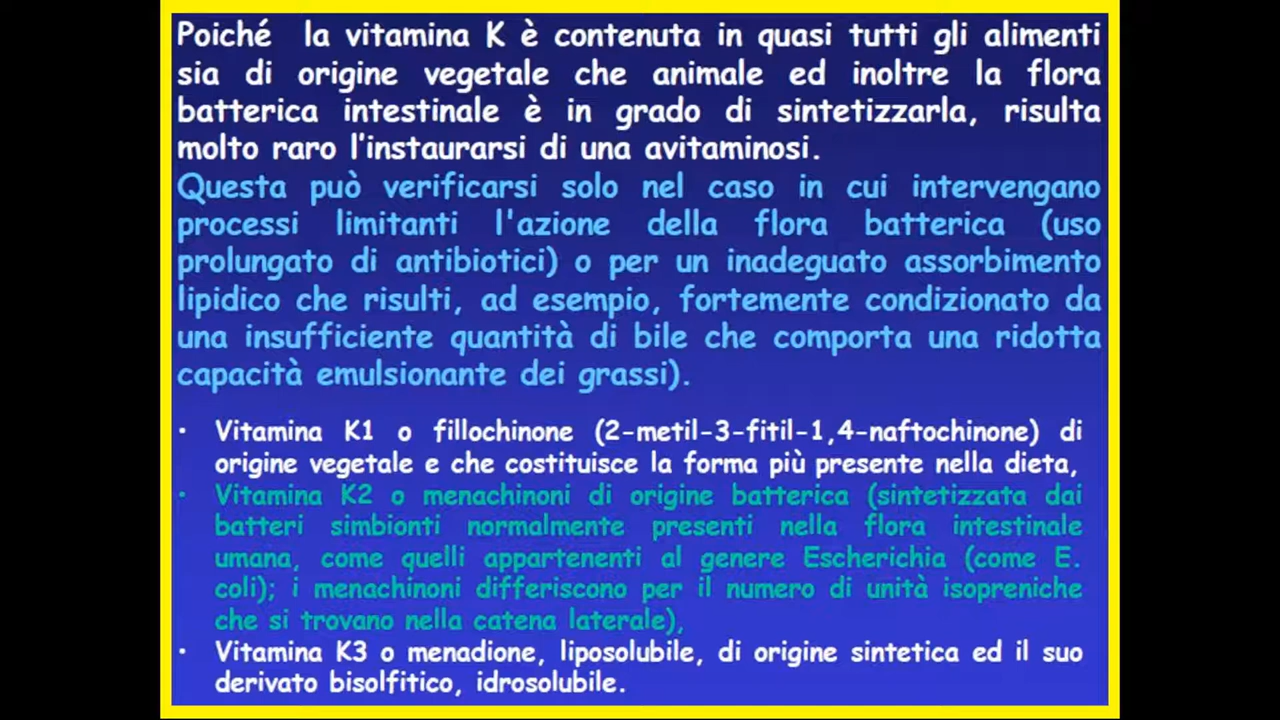 Poiché la vitamina K è contenuta in quasi tutti gli alimenti
sia di origine vegetale che animale ed inoltre la flora
batterica intestinale è in grado di sintetizzarla, risulta
molto raro l'instaurarsi di una avitaminosi.
Questa può verificarsi solo nel caso in cui intervengano
processi limitanti l'azione della flora batterica (uso
prolungato di antibiotici) o per un inadeguato assorbimento
lipidico che risulti, ad esempio, fortemente condizionato da
una insufficiente quantità di bile che comporta una ridotta
capacità emulsionante dei grassi).
• Vitamina K1 o fillochinone (2-metil-3-fitil-1,4-naftochinone) di
origine vegetale e che costituisce la forma più presente nella dieta,
• Vitamina K2 o menachinoni di origine batterica (sintetizzata dai
batteri simbionti normalmente presenti nella flora intestinale
umana, come quelli appartenenti al genere Escherichia (come E.
coli); i menachinoni differiscono per il numero di unità isopreniche
che si trovano nella catena laterale),
• Vitamina K3 o menadione, liposolubile, di origine sintetica ed il suo
derivato bisolfitico, idrosolubile.